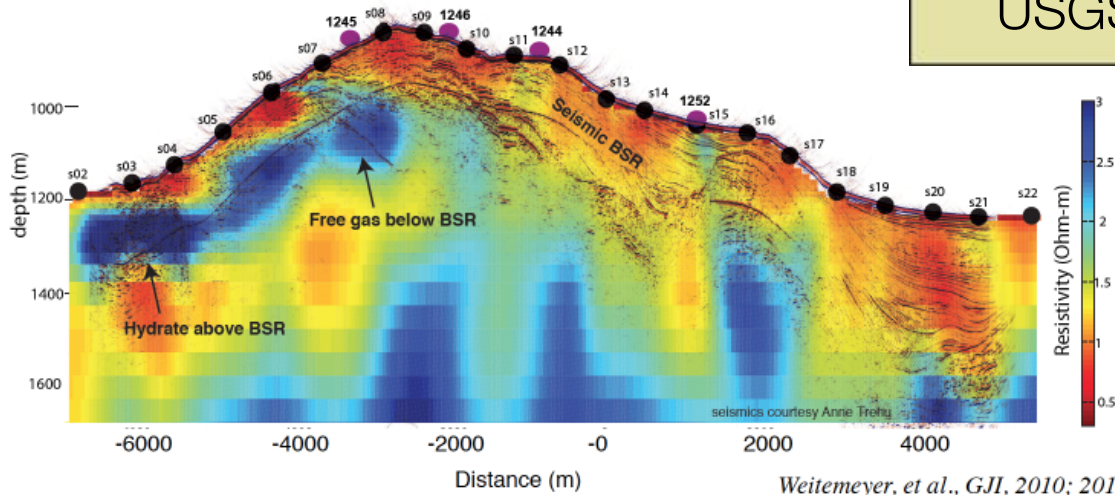 USGS
1245
s08
s09
1246
s10
s11
1244
s12
s07
s06
s05
s04
s03
s02
s13
s14
1252
s15
s16
s17
s18
s19
s20
s21
s22
depth (m)
1000
1200
1400
1600
Seismic BSR
Free gas below BSR
Hydrate above BSR
seismics courtesy Anne Trehu
-6000 -4000 -2000 -0 2000 4000
Distance (m)
3
2.5
2
1.5
1
0.5
Resistivity (Ohm-m)
Weitemeyer, et al., GJI, 2010; 201